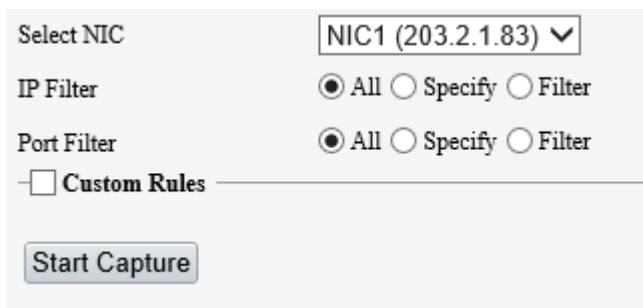 Select NIC NIC1 (203.2.1.83)
IP Filter All Specify Filter
Port Filter All Specify Filter
Custom Rules
Start Capture